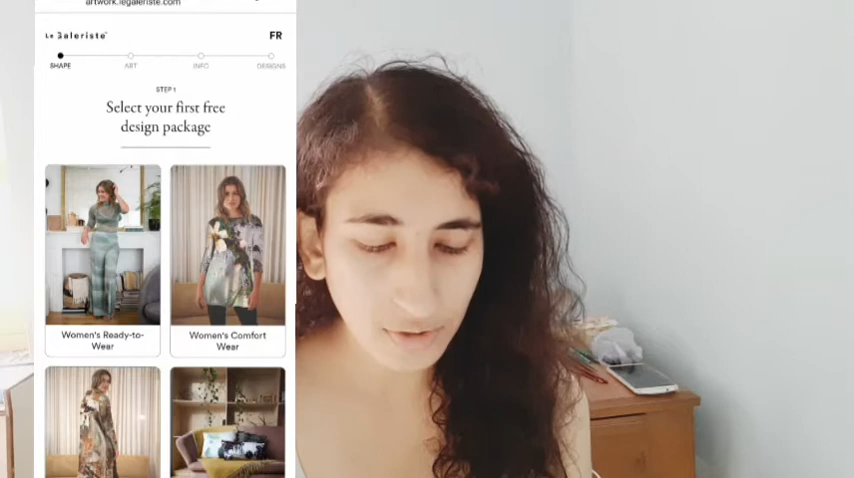 artwork.legaleriste.com
Le Galeriste
FR
SHAPE ART INFO DESIGNS
STEP 1
Select your first free
design package
Women's Ready-to-
Wear
Women's Comfort
Wear